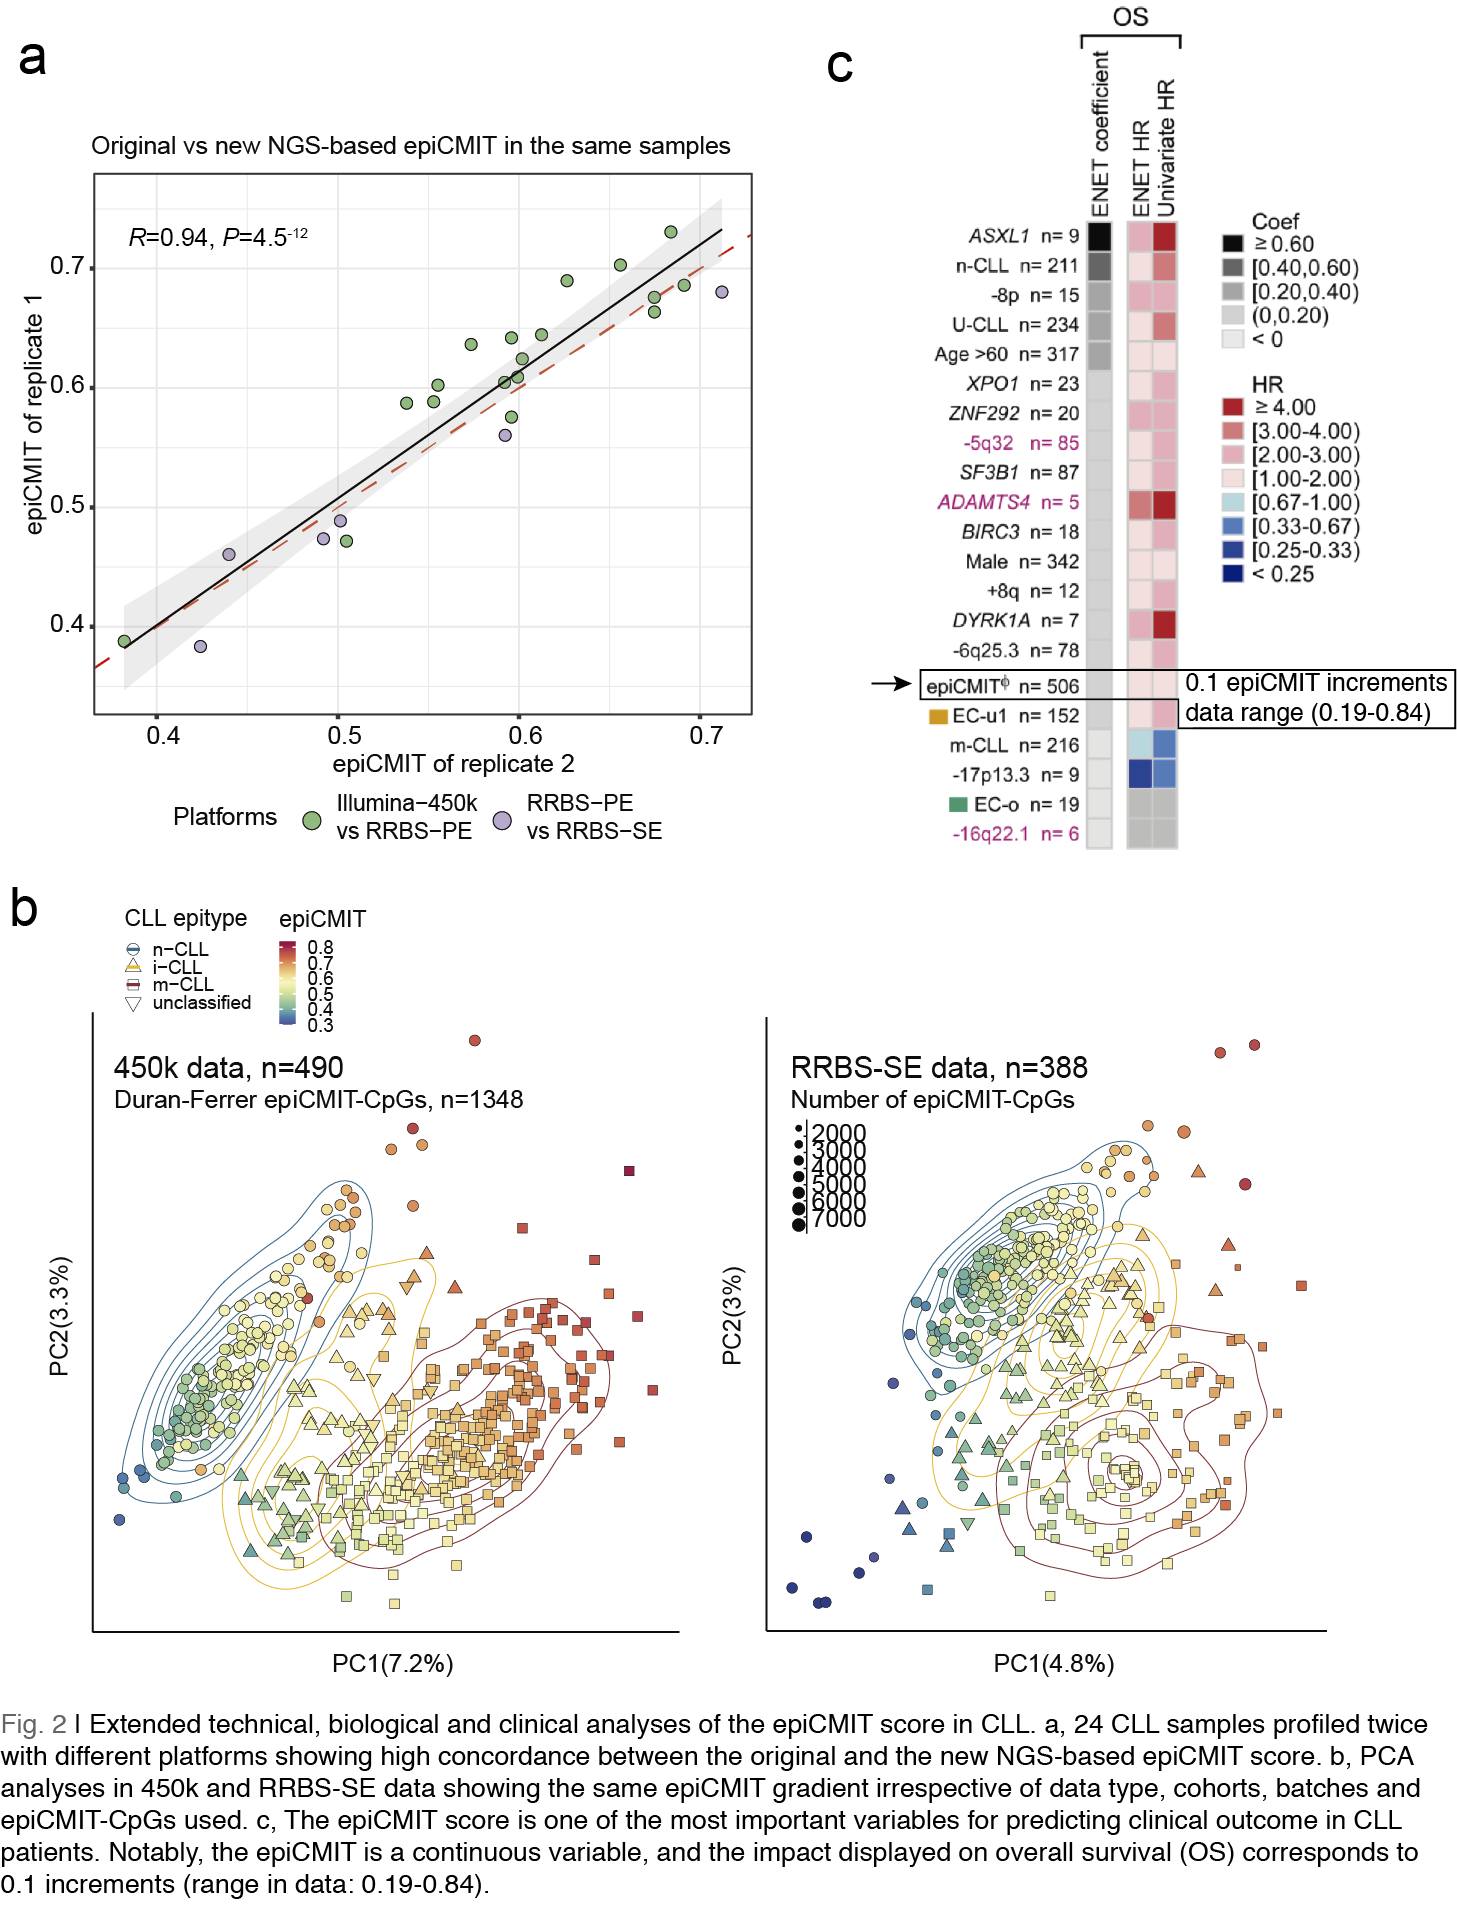 a
Original vs new NGS-based epiCMIT in the same samples
R=0.94, P=4.5-12
epiCMIT of replicate 1
0.7
0.6
0.5
0.4
0.4 0.5 0.6 0.7
epiCMIT of replicate 2
Platforms
Illumina−450k
vs RRBS−PE
RRBS−PE
vs RRBS−SE
c
OS
ENET coefficient
ENET HR
Univariate HR
ASXL1 n= 9
n-CLL n= 211
-8p n= 15
U-CLL n= 234
Age >60 n= 317
XPO1 n= 23
ZNF292 n= 20
-5q32 n= 85
SF3B1 n= 87
ADAMTS4 n= 5
BIRC3 n= 18
Male n= 342
+8q n= 12
DYRK1A n= 7
-6q25.3 n= 78
epiCMITϕ n= 506
EC-u1 n= 152
m-CLL n= 216
-17p13.3 n= 9
EC-o n= 19
-16q22.1 n= 6
0.1 epiCMIT increments
data range (0.19-0.84)
Coef
≥ 0.60
[0.40,0.60)
[0.20,0.40)
(0,0.20)
< 0
HR
≥ 4.00
[3.00-4.00)
[2.00-3.00)
[1.00-2.00)
[0.67-1.00)
[0.33-0.67)
[0.25-0.33)
< 0.25
b
CLL epitype
n−CLL
i−CLL
m−CLL
unclassified
epiCMIT
0.8
0.7
0.6
0.5
0.4
0.3
450k data, n=490
Duran-Ferrer epiCMIT-CpGs, n=1348
PC2(3.3%)
PC1(7.2%)
RRBS-SE data, n=388
Number of epiCMIT-CpGs
2000
3000
4000
5000
6000
7000
PC2(3%)
PC1(4.8%)
Fig. 2 | Extended technical, biological and clinical analyses of the epiCMIT score in CLL. a, 24 CLL samples profiled twice
with different platforms showing high concordance between the original and the new NGS-based epiCMIT score. b, PCA
analyses in 450k and RRBS-SE data showing the same epiCMIT gradient irrespective of data type, cohorts, batches and
epiCMIT-CpGs used. c, The epiCMIT score is one of the most important variables for predicting clinical outcome in CLL
patients. Notably, the epiCMIT is a continuous variable, and the impact displayed on overall survival (OS) corresponds to
0.1 increments (range in data: 0.19-0.84).